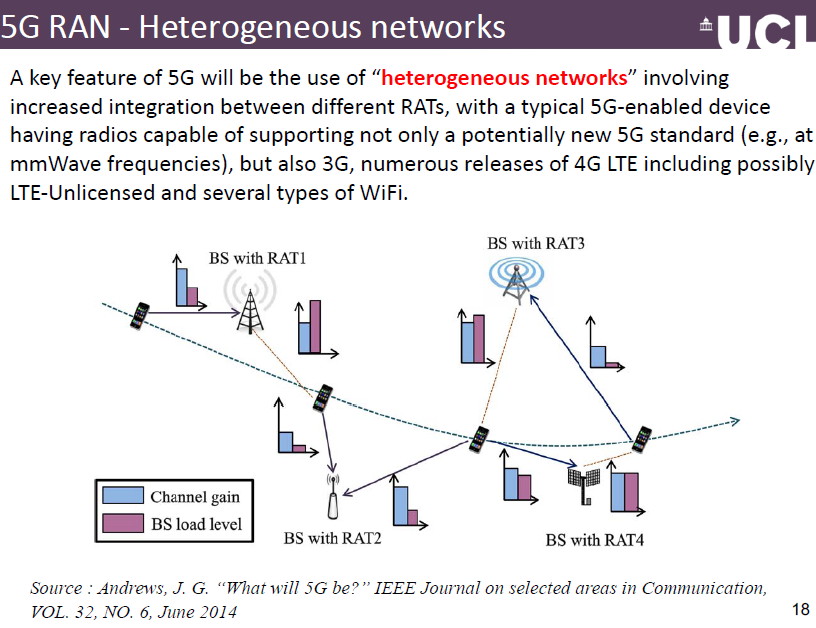 5G RAN - Heterogeneous networks
UCL
A key feature of 5G will be the use of “heterogeneous networks” involving
increased integration between different RATs, with a typical 5G-enabled device
having radios capable of supporting not only a potentially new 5G standard (e.g., at
mmWave frequencies), but also 3G, numerous releases of 4G LTE including possibly
LTE-Unlicensed and several types of WiFi.
BS with RAT3
BS with RAT1
Channel gain
BS load level
BS with RAT2
BS with RAT4
Source : Andrews, J. G. “What will 5G be?” IEEE Journal on selected areas in Communication,
VOL. 32, NO. 6, June 2014
18